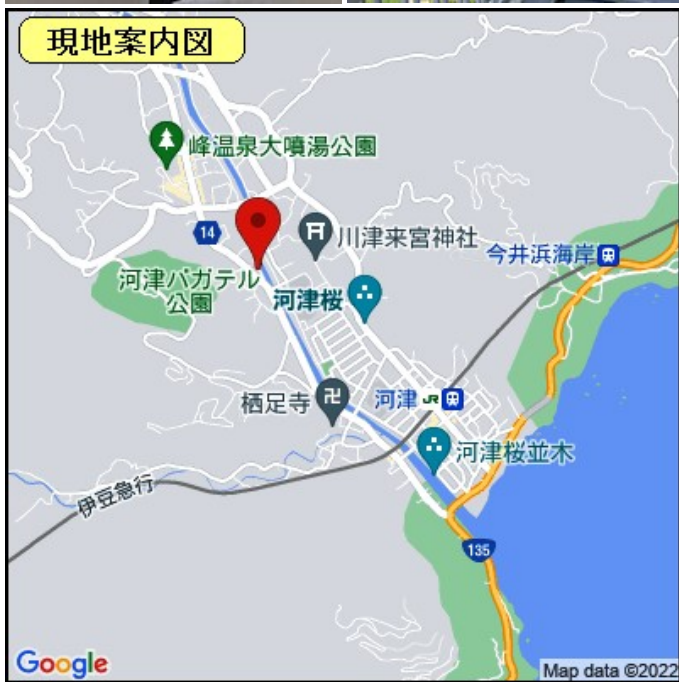 現地案内図
峰温泉大噴湯公園
14
川津来宮神社
今井浜海岸
河津バガテル
公園
河津桜
栖足寺
河津
JR
河津桜並木
伊豆急行
135
Google
Map data ©2022